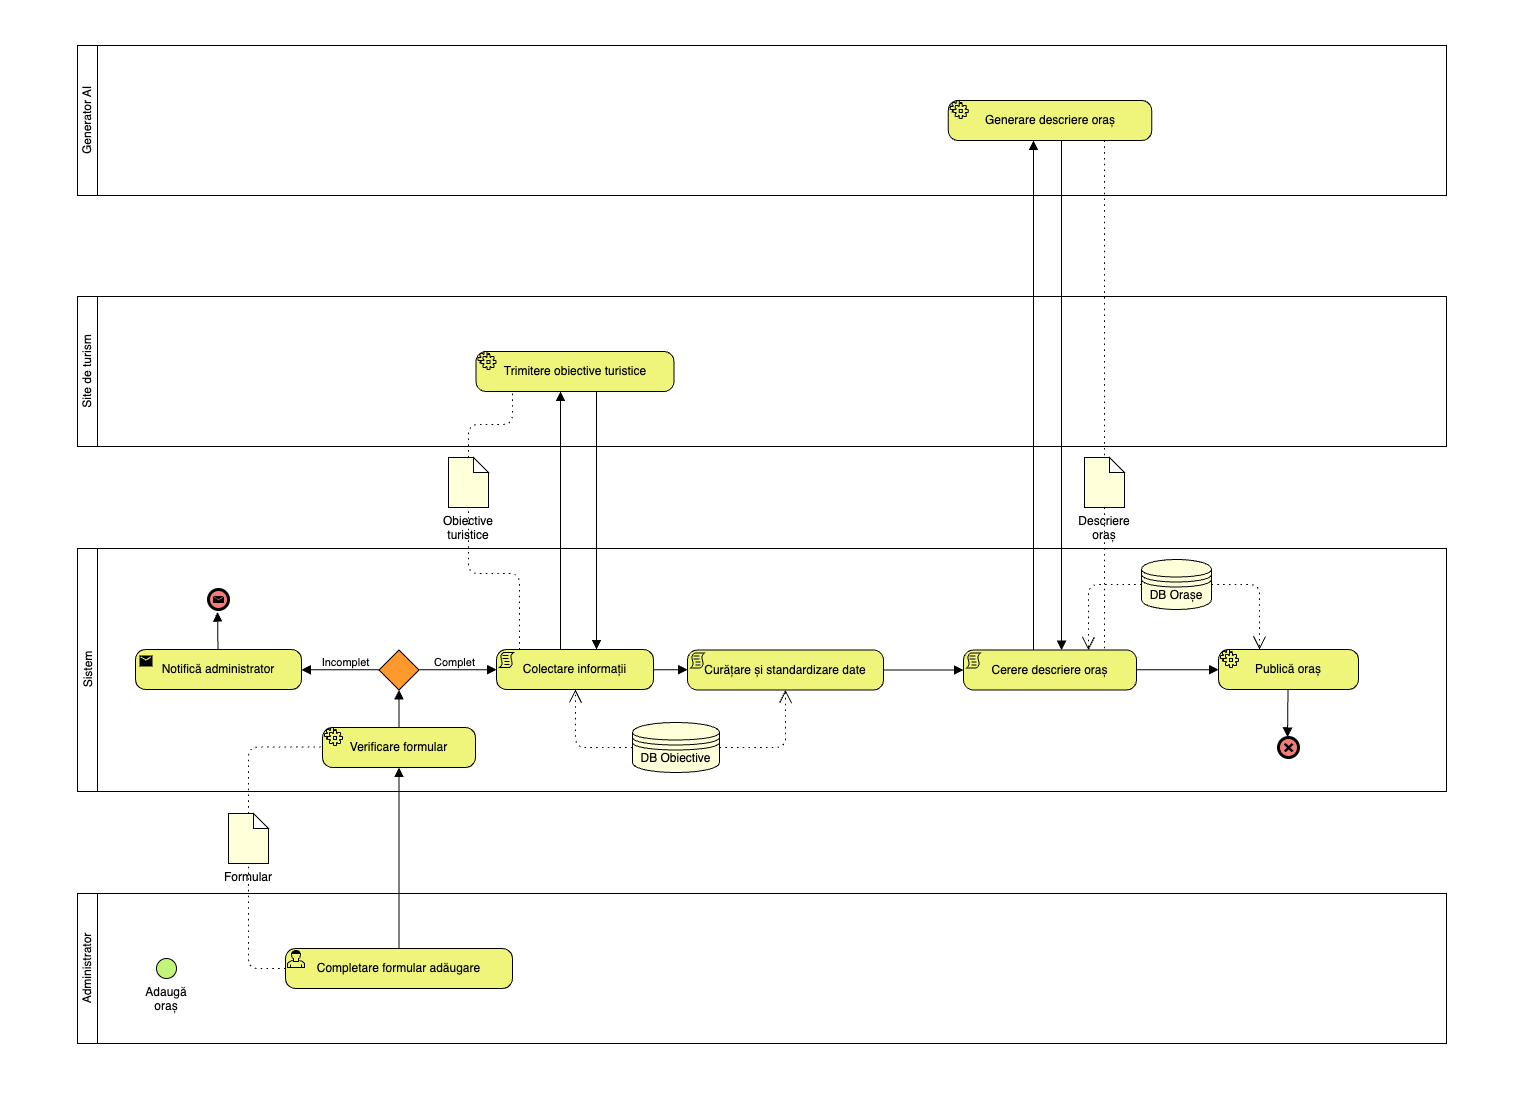 Generator AI
Generare descriere oraș
Site de turism
Trimitere obiective turistice
Obiective
turistice
Descriere
oraș
Sistem
DB Orașe
Notifică administrator
Incomplet
Complet
Colectare informații
Curățare și standardizare date
Cerere descriere oraș
Publică oraș
Verificare formular
DB Obiective
Formular
Administrator
Completare formular adăugare
Adaugă
oraș